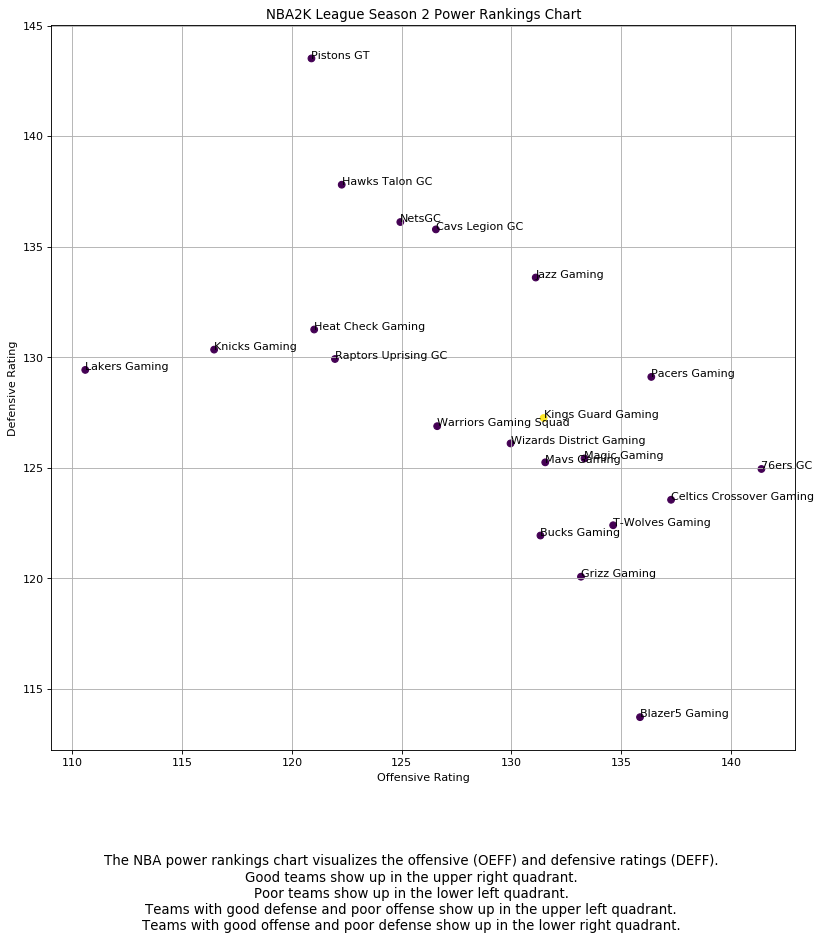 NBA2K League Season 2 Power Rankings Chart
145
Pistons GT
140
Hawks Talon GC
NetsGC
Cavs Legion GC
135
Jazz Gaming
Heat Check Gaming
Knicks Gaming
130
Raptors Uprising GC
Lakers Gaming
Pacers Gaming
Defensive Rating
Kings Guard Gaming
Warriors Gaming Squad
Wizards District Gaming
Magic Gaming
Mavs Gaming
125
76ers GC
Celtics Crossover Gaming
T-Wolves Gaming
Bucks Gaming
120
Grizz Gaming
115
Blazer5 Gaming
110 115 120 125 130 135 140
Offensive Rating
The NBA power rankings chart visualizes the offensive (OEFF) and defensive ratings (DEFF).
Good teams show up in the upper right quadrant.
Poor teams show up in the lower left quadrant.
Teams with good defense and poor offense show up in the upper left quadrant.
Teams with good offense and poor defense show up in the lower right quadrant.